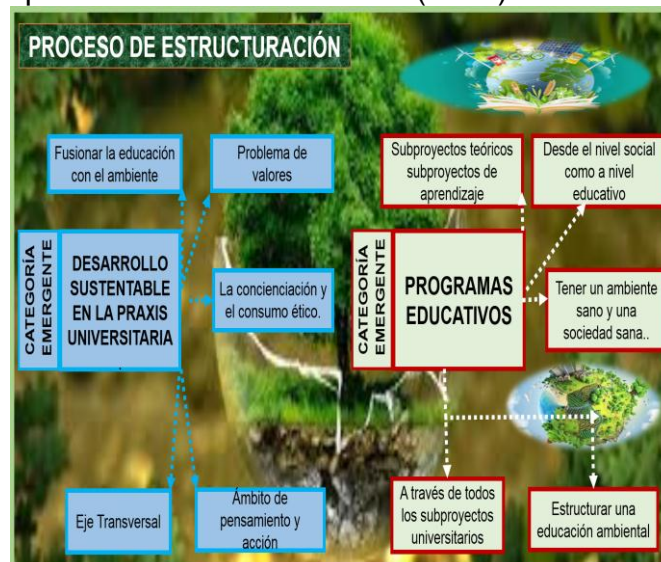 PROCESO DE ESTRUCTURACIÓN
Fusionar la educación
con el ambiente
Problema de
valores
CATEGORÍA
EMERGENTE
DESARROLLO
SUSTENTABLE
EN LA PRAXIS
UNIVERSITARIA
La concienciación y
el consumo ético.
Eje Transversal
Ámbito de
pensamiento y
acción
Subproyectos teóricos
subproyectos de
aprendizaje
Desde el nivel social
como a nivel
educativo
CATEGORÍA
EMERGENTE
PROGRAMAS
EDUCATIVOS
Tener un ambiente
sano y una
sociedad sana..
A través de todos
los subproyectos
universitarios
Estructurar una
educación ambiental